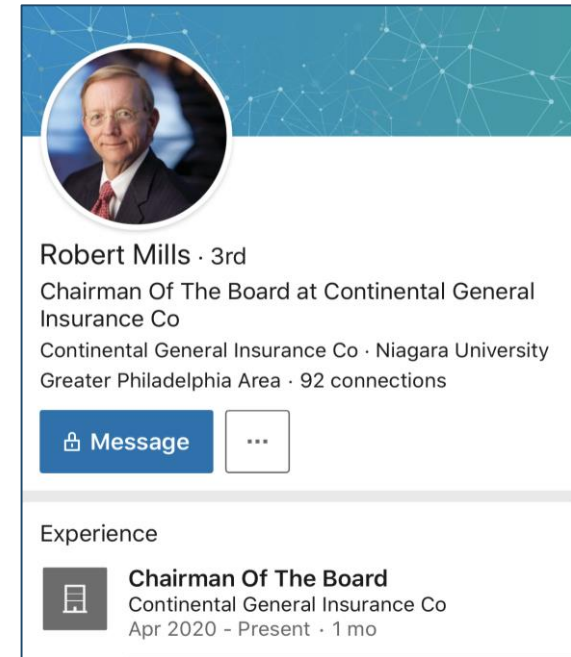 Robert Mills · 3rd
Chairman Of The Board at Continental General
Insurance Co
Continental General Insurance Co · Niagara University
Greater Philadelphia Area · 92 connections
Message
...
Experience
Chairman Of The Board
Continental General Insurance Co
Apr 2020 - Present · 1 mo